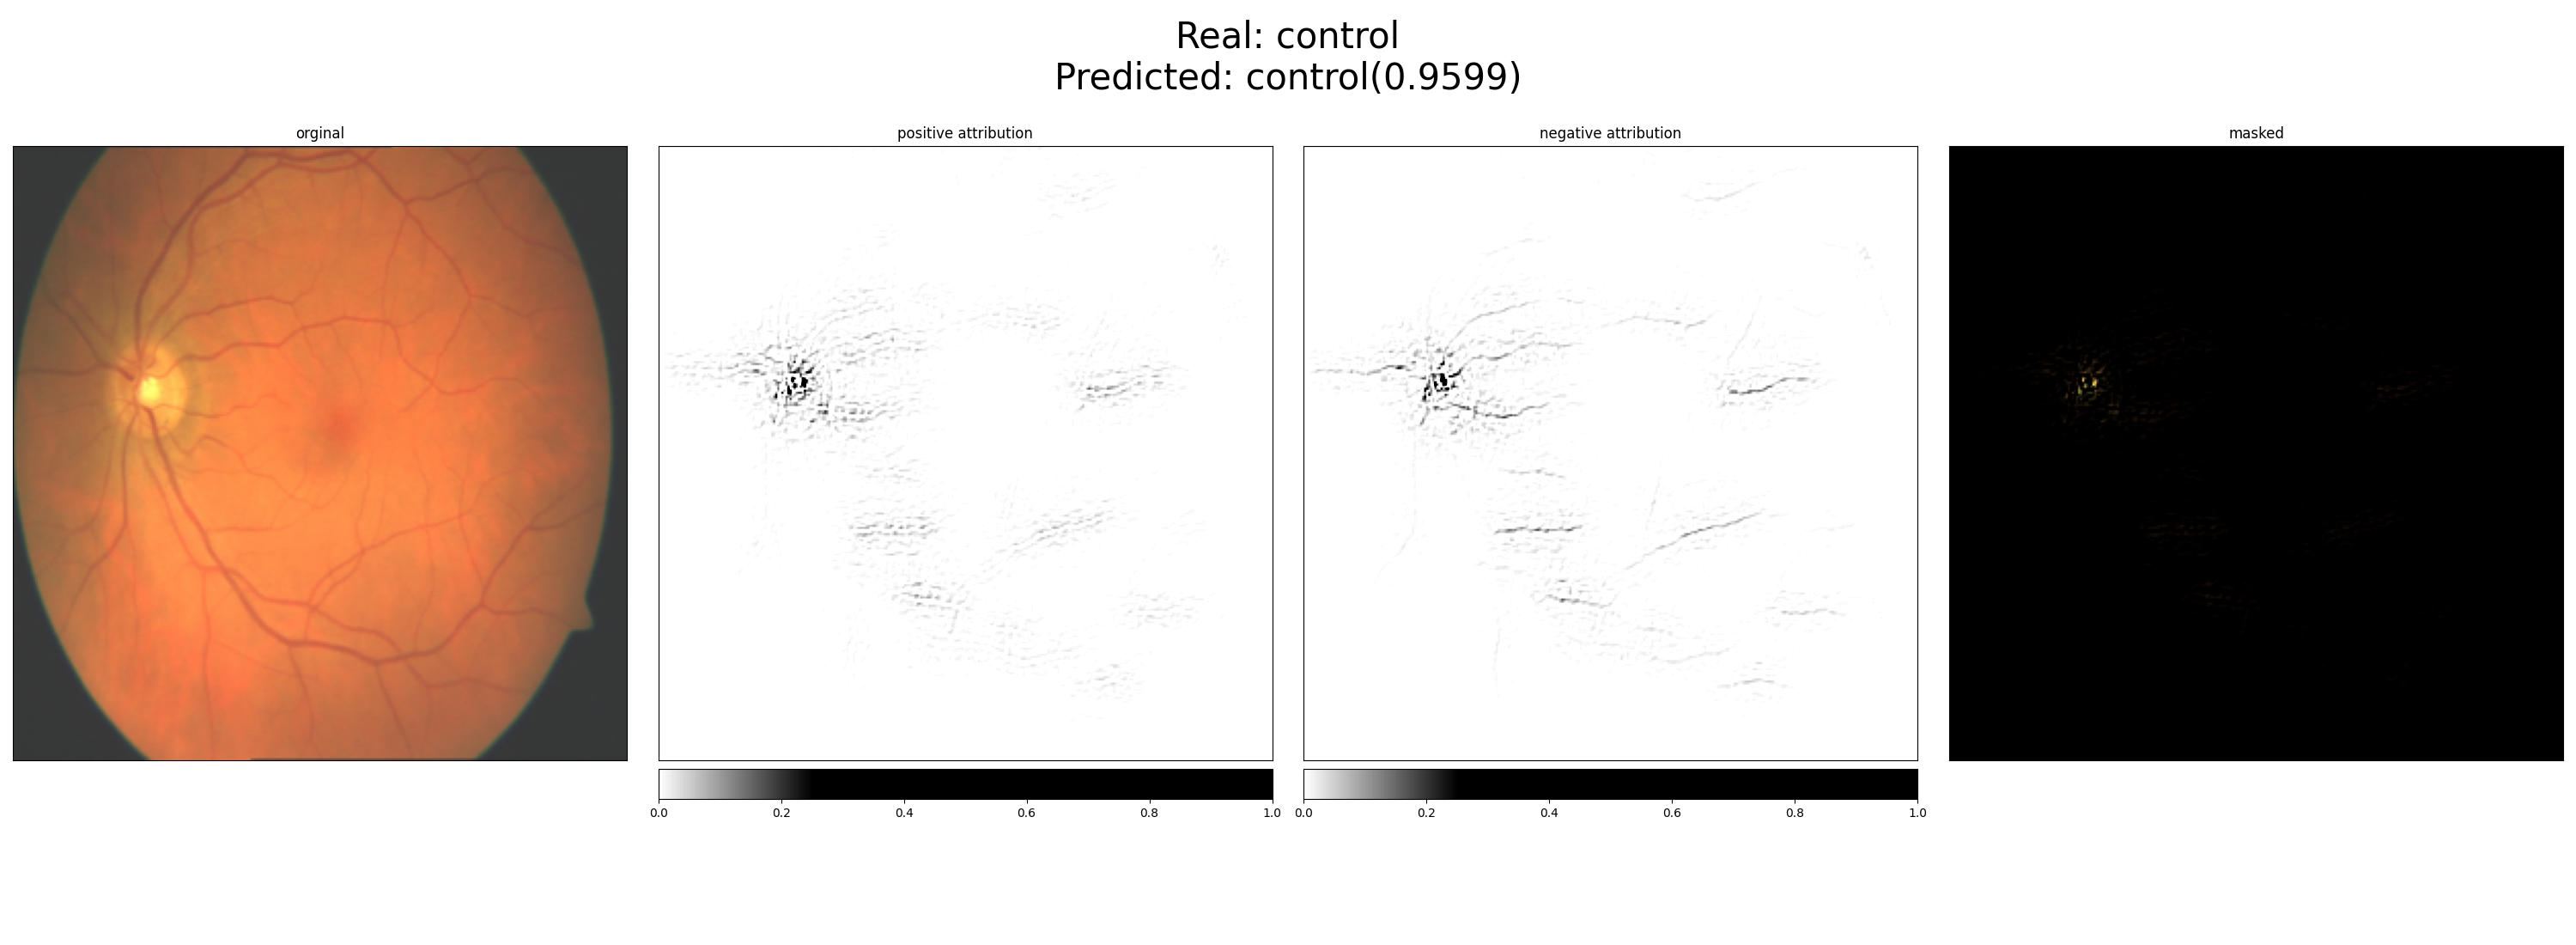 Real: control
Predicted: control(0.9599)
orginal
positive attribution
negative attribution
masked
0.0 0.2 0.4 0.6 0.8 1.0
0.0 0.2 0.4 0.6 0.8 1.0